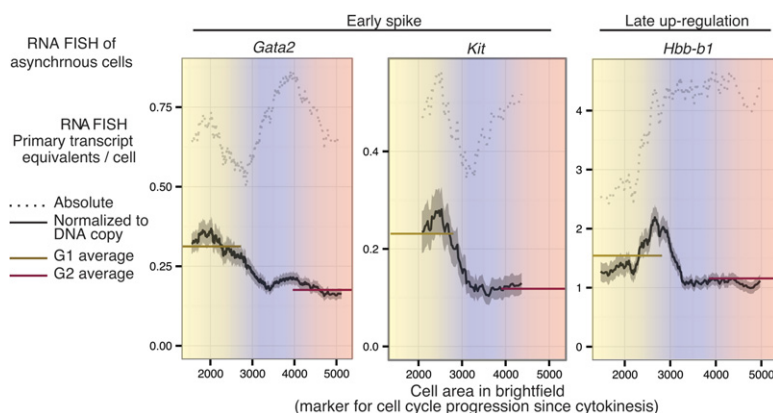 Early spike
Late up-regulation
RNA FISH of
asynchrnous cells
Gata2
Kit
Hbb-b1
RNA FISH
Primary transcript
equivalents / cell
Absolute
Normalized to
DNA copy
G1 average
G2 average
0.75
0.50
0.25
0.00
0.4
0.2
0.0
4
3
2
1
0
2000 3000 4000 5000
2000 3000 4000 5000
2000 3000 4000 5000
Cell area in brightfield
(marker for cell cycle progression since cytokinesis)